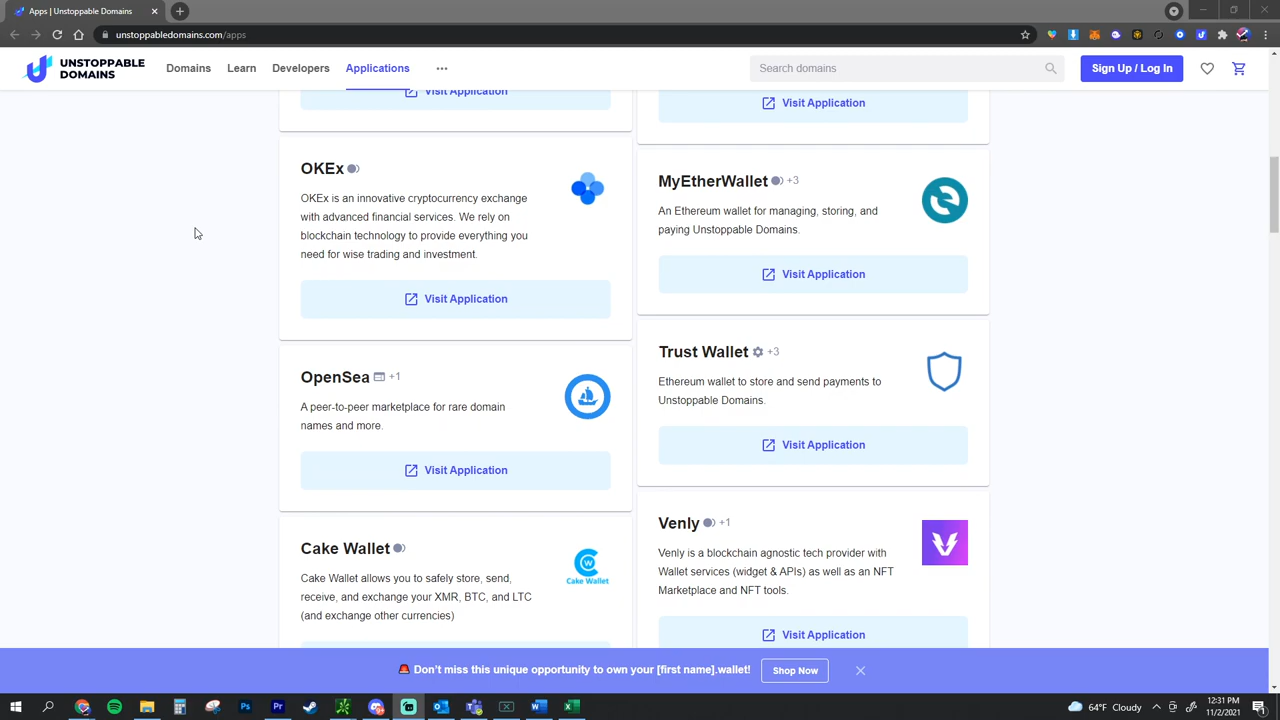 Apps | Unstoppable Domains
unstoppabledomains.com/apps
UNSTOPPABLE
DOMAINS
Domains
Learn
Developers
Applications
Search domains
Sign Up / Log In
Visit Application
Visit Application
OKEx
OKEx is an innovative cryptocurrency exchange
with advanced financial services. We rely on
blockchain technology to provide everything you
need for wise trading and investment.
Visit Application
MyEtherWallet +3
An Ethereum wallet for managing, storing, and
paying Unstoppable Domains.
Visit Application
OpenSea +1
A peer-to-peer marketplace for rare domain
names and more.
Visit Application
Trust Wallet +3
Ethereum wallet to store and send payments to
Unstoppable Domains.
Visit Application
Cake Wallet
Cake Wallet allows you to safely store, send,
receive, and exchange your XMR, BTC, and LTC
(and exchange other currencies)
Cake Wallet
Venly +1
Venly is a blockchain agnostic tech provider with
Wallet services (widget & APIs) as well as an NFT
Marketplace and NFT tools.
Visit Application
Don't miss this unique opportunity to own your [first name].wallet!
Shop Now
64°F Cloudy
12:31 PM
11/2/2021